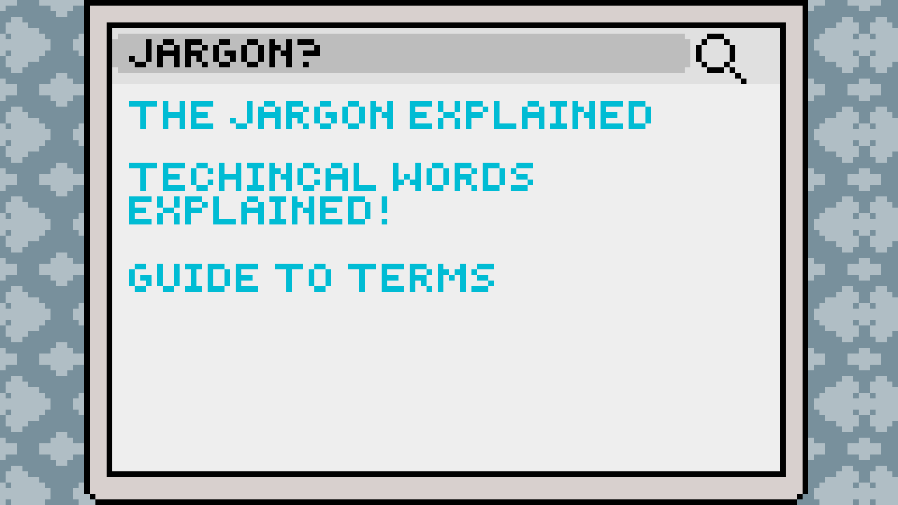 JARGON?
THE JARGON EXPLAINED
TECHINCAL WORDS
EXPLAINED!
GUIDE TO TERMS